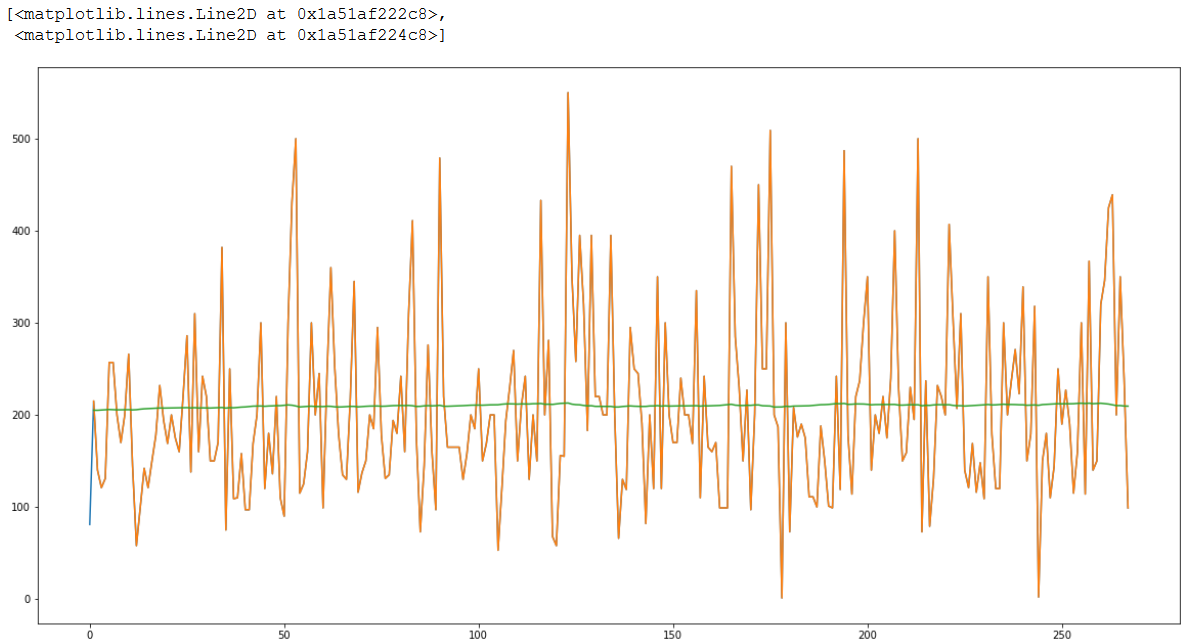 [<matplotlib.lines.Line2D at 0x1a51af222c8>,
 <matplotlib.lines.Line2D at 0x1a51af224c8>]
500
400
300
200
100
0
0 50 100 150 200 250